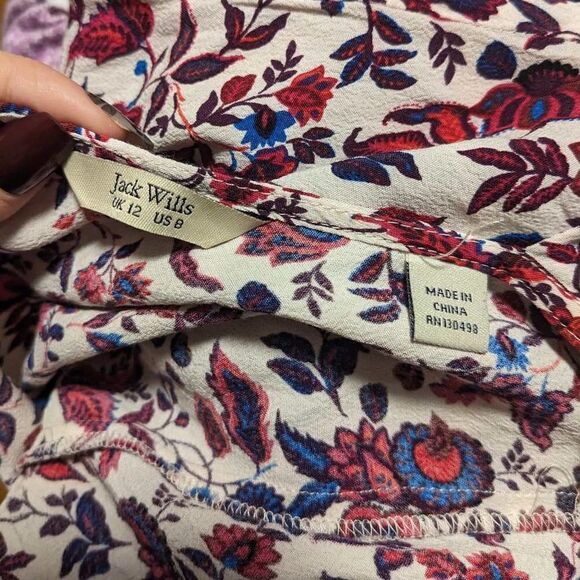 Jack Wills
UK 12 US 8
MADE IN
CHINA
RN130498